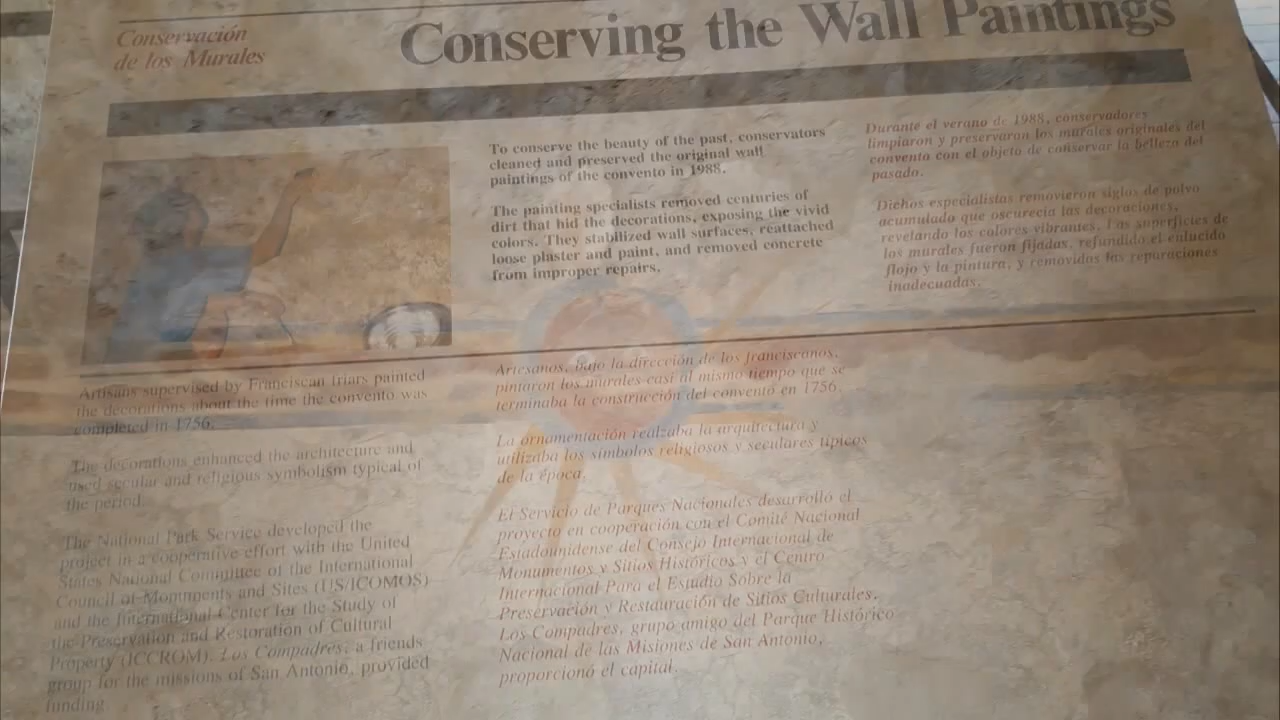 Conservación
de los Murales
Conserving the Wall Paintings
To conserve the beauty of the past, conservators
cleaned and preserved the original wall
paintings of the convento in 1988.
The painting specialists removed centuries of
dirt that hid the decorations, exposing the vivid
colors. They stabilized wall surfaces, reattached
loose plaster and paint, and removed concrete
from improper repairs.
Durante el verano de 1988, conservadores
limpiaron y preservaron los murales originales del
convento con el objeto de conservar la belleza del
pasado.
Dichos especialistas removieron siglos de polvo
acumulado que oscurecía las decoraciones,
revelando los colores vibrantes. Las superficies de
los murales fueron fijadas, refundido el enlucido
flojo y la pintura, y removidas las reparaciones
inadecuadas.
Artisans supervised by Franciscan friars painted
the decorations about the time the convento was
completed in 1756.
The decorations enhanced the architecture and
used secular and religious symbolism typical of
the period.
The National Park Service developed the
project in a cooperative effort with the United
States National Committee of the International
Council of Monuments and Sites (US/ICOMOS)
and the International Center for the Study of
the Preservation and Restoration of Cultural
Property (ICCROM). Los Compadres, a friends
group for the missions of San Antonio, provided
funding.
Artesanos, bajo la dirección de los franciscanos,
pintaron los murales casi al mismo tiempo que se
terminaba la construcción del convento en 1756.
La ornamentación realzaba la arquitectura y
utilizaba los símbolos religiosos y seculares típicos
de la época.
El Servicio de Parques Nacionales desarrolló el
proyecto en cooperación con el Comité Nacional
Estadounidense del Consejo Internacional de
Monumentos y Sitios Históricos y el Centro
Internacional Para el Estudio Sobre la
Preservación y Restauración de Sitios Culturales.
Los Compadres, grupo amigo del Parque Histórico
Nacional de las Misiones de San Antonio,
proporcionó el capital.